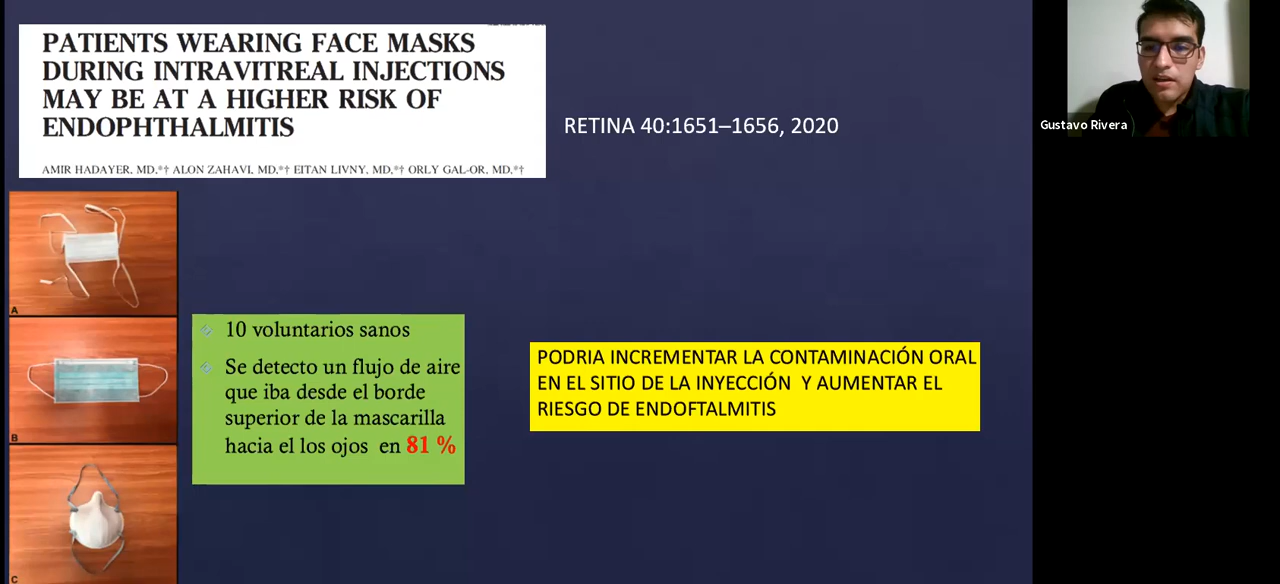 PATIENTS WEARING FACE MASKS
DURING INTRAVITREAL INJECTIONS
MAY BE AT A HIGHER RISK OF
ENDOPHTHALMITIS
AMIR HADAYER, MD,*† ALON ZAHAVI, MD,*† EITAN LIVNY, MD,*† ORLY GAL-OR, MD,*†
RETINA 40:1651–1656, 2020
Gustavo Rivera
A
B
C
10 voluntarios sanos
Se detecto un flujo de aire
que iba desde el borde
superior de la mascarilla
hacia el los ojos en 81 %
PODRIA INCREMENTAR LA CONTAMINACIÓN ORAL
EN EL SITIO DE LA INYECCIÓN Y AUMENTAR EL
RIESGO DE ENDOFTALMITIS